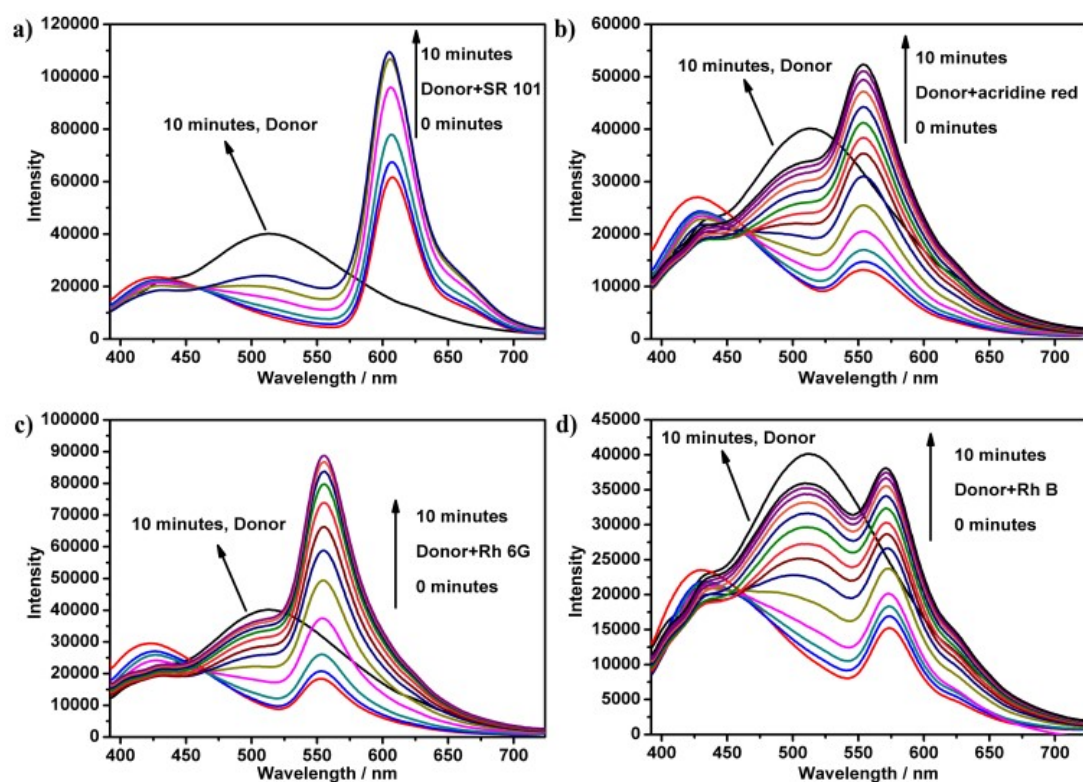 a)
120000
100000
80000
60000
40000
20000
0
Intensity
10 minutes, Donor
10 minutes
Donor+SR 101
0 minutes
400 450 500 550 600 650 700
Wavelength / nm
b)
60000
50000
40000
30000
20000
10000
0
Intensity
10 minutes, Donor
10 minutes
Donor+acridine red
0 minutes
400 450 500 550 600 650 700
Wavelength / nm
c)
100000
90000
80000
70000
60000
50000
40000
30000
20000
10000
0
Intensity
10 minutes, Donor
10 minutes
Donor+Rh 6G
0 minutes
400 450 500 550 600 650 700
Wavelength / nm
d)
45000
40000
35000
30000
25000
20000
15000
10000
5000
0
Intensity
10 minutes, Donor
10 minutes
Donor+Rh B
0 minutes
400 450 500 550 600 650 700
Wavelength / nm